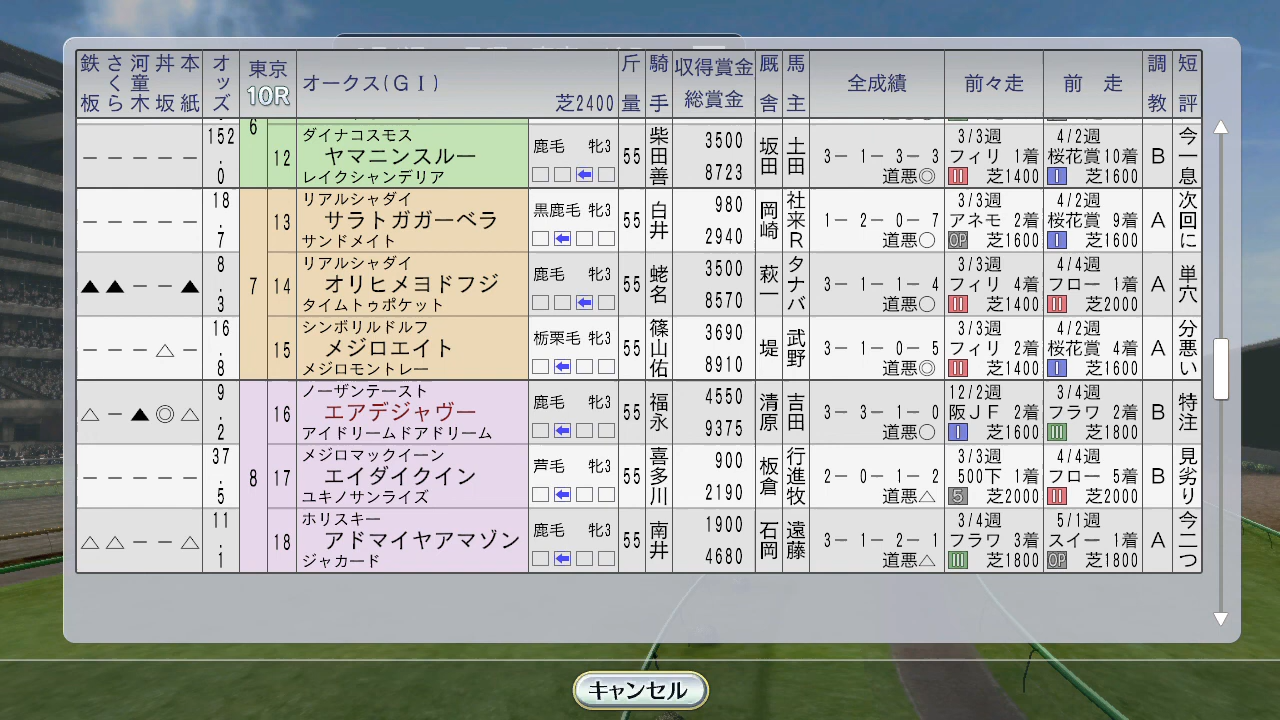 鉄板 さくら 河童木 丼坂 本紙 オッズ 東京 10R オークス(GⅠ) 芝2400 斤量 騎手 収得賞金 総賞金 厩舎 馬主 全成績 前々走 前 走 調教 短評
6
－ － － － － 152.0 12 ダイナコスモス
ヤマニンスルー
レイクシャンデリア
鹿毛 牝3 55 柴田善 3500 8723 坂田 土田 3－ 1－ 3－ 3 道悪◎
3/3週 フィリ 1着 II 芝1400
4/2週 桜花賞10着 I 芝1600
B 今一息
7
－ － － － － 18.7 13 リアルシャダイ
サラトガガーベラ
サンドメイト
黒鹿毛 牝3 55 白井 980 2940 岡崎 社来R 1－ 2－ 0－ 7 道悪○
3/3週 アネモ 2着 OP 芝1600
4/2週 桜花賞 9着 I 芝1600
A 次回に
▲ ▲ － － ▲ 8.3 14 リアルシャダイ
オリヒメヨドフジ
タイムトゥポケット
鹿毛 牝3 55 蛯名 3500 8570 萩一 タナバ 3－ 1－ 1－ 4 道悪○
3/3週 フィリ 4着 II 芝1400
4/4週 フロー 1着 II 芝2000
A 単穴
－ － － △ － 16.8 15 シンボリルドルフ
メジロエイト
メジロモントレー
栃栗毛 牝3 55 篠山佑 3690 8910 堤 武野 3－ 1－ 0－ 5 道悪◎
3/3週 フィリ 2着 II 芝1400
4/2週 桜花賞 4着 I 芝1600
A 分悪い
8
△ － ▲ ◎ △ 9.2 16 ノーザンテースト
エアデジャヴー
アイドリームドアドリーム
鹿毛 牝3 55 福永 4550 9375 清原 吉田 3－ 3－ 1－ 0 道悪○
12/2週 阪JF 2着 I 芝1600
3/4週 フラワ 2着 III 芝1800
B 特注
－ － － － － 37.5 17 メジロマックイーン
エイダイクイン
ユキノサンライズ
芦毛 牝3 55 喜多川 900 2190 板倉 行進牧 2－ 0－ 1－ 2 道悪△
3/3週 500下 1着 5 芝2000
4/4週 フロー 5着 II 芝2000
B 見劣り
△ △ － － △ 11.1 18 ホリスキー
アドマイヤアマゾン
ジャカード
鹿毛 牝3 55 南井 1900 4680 石岡 遠藤 3－ 1－ 2－ 1 道悪△
3/4週 フラワ 3着 III 芝1800
5/1週 スイー 1着 OP 芝1800
A 今二つ
キャンセル